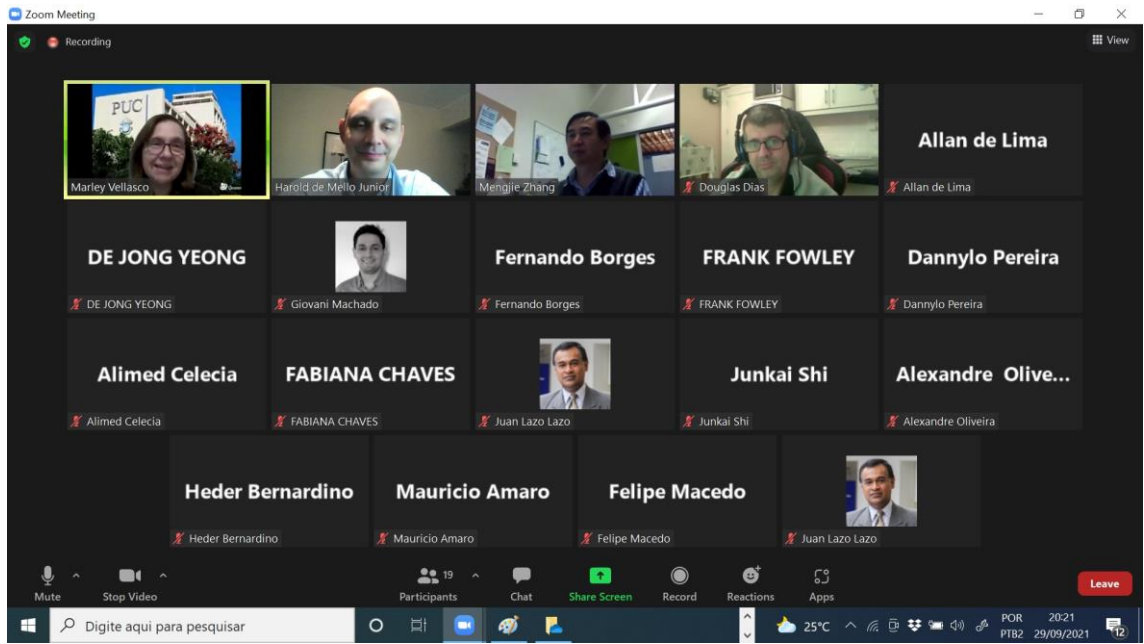 Zoom Meeting
Recording
View
PUC
Marley Vellasco
Harold de Mello Junior
Mengjie Zhang
Douglas Dias
Allan de Lima
Allan de Lima
DE JONG YEONG
DE JONG YEONG
Giovani Machado
Fernando Borges
Fernando Borges
FRANK FOWLEY
FRANK FOWLEY
Dannylo Pereira
Dannylo Pereira
Alimed Celecia
Alimed Celecia
FABIANA CHAVES
FABIANA CHAVES
Juan Lazo Lazo
Junkai Shi
Junkai Shi
Alexandre Olive...
Alexandre Oliveira
Heder Bernardino
Heder Bernardino
Mauricio Amaro
Mauricio Amaro
Felipe Macedo
Felipe Macedo
Juan Lazo Lazo
Mute
Stop Video
19
Participants
Chat
Share Screen
Record
Reactions
Apps
Leave
Digite aqui para pesquisar
25°C
POR
PTB2
20:21
29/09/2021
12